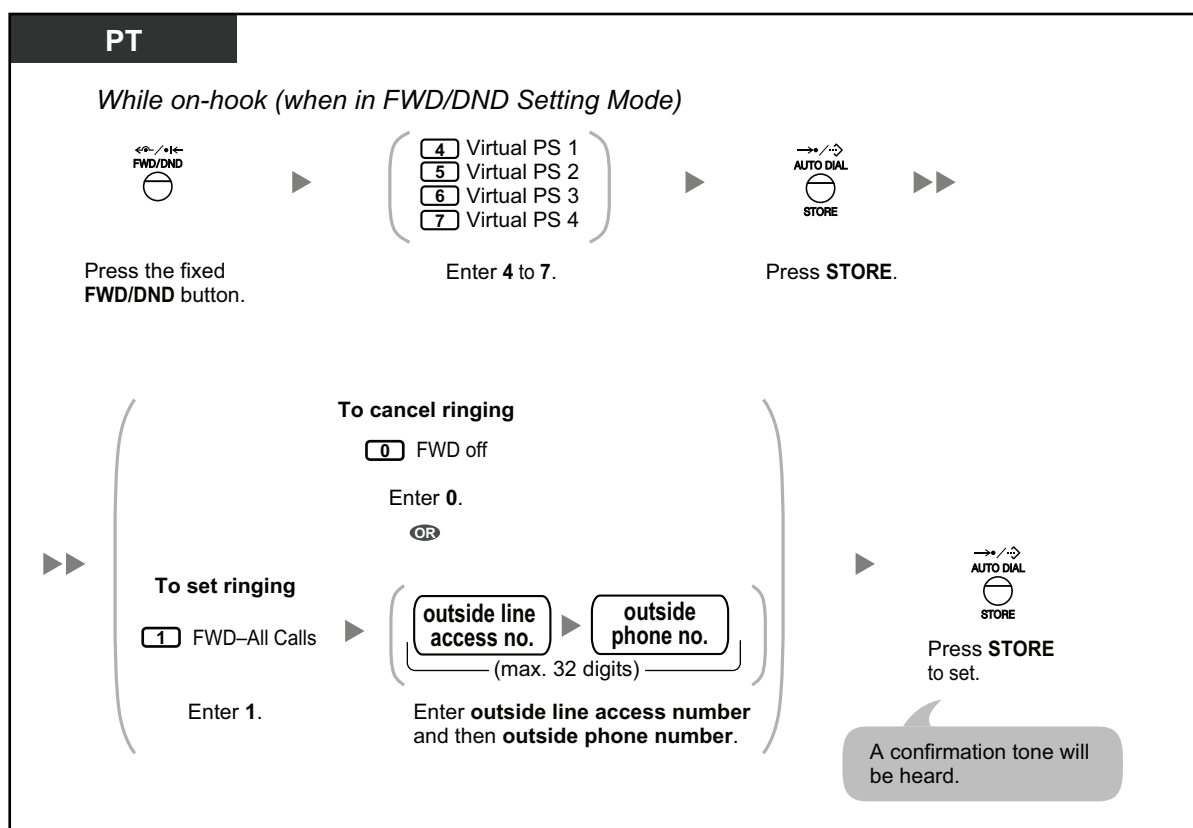 PT
While on-hook (when in FWD/DND Setting Mode)
FWD/DND
Press the fixed
FWD/DND button.
4 Virtual PS 1
5 Virtual PS 2
6 Virtual PS 3
7 Virtual PS 4
Enter 4 to 7.
AUTO DIAL
STORE
Press STORE.
To cancel ringing
0 FWD off
Enter 0.
OR
To set ringing
1 FWD–All Calls
Enter 1.
outside line
access no.
outside
phone no.
(max. 32 digits)
Enter outside line access number
and then outside phone number.
AUTO DIAL
STORE
Press STORE
to set.
A confirmation tone will
be heard.